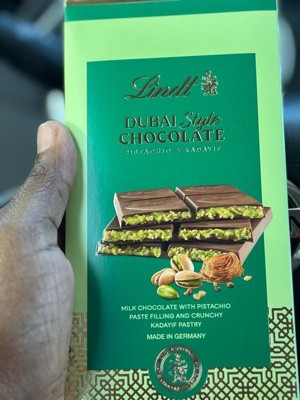 Lindt
DUBAI Style
CHOCOLATE
PISTACHIO & KADAYIF
MILK CHOCOLATE WITH PISTACHIO
PASTE FILLING AND CRUNCHY
KADAYIF PASTRY
MADE IN GERMANY